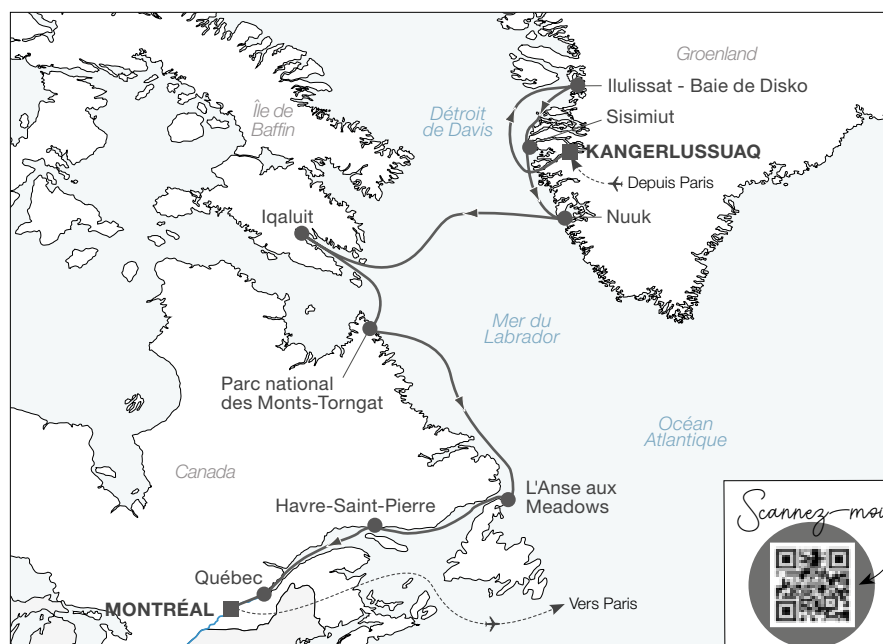 Groenland
Ilulissat - Baie de Disko
Île de
Baffin
Détroit
de Davis
Sisimiut
KANGERLUSSUAQ
Depuis Paris
Iqaluit
Nuuk
Mer du
Labrador
Parc national
des Monts-Torngat
Océan
Atlantique
Canada
L'Anse aux
Meadows
Havre-Saint-Pierre
Scannez-moi
Québec
MONTRÉAL
Vers Paris